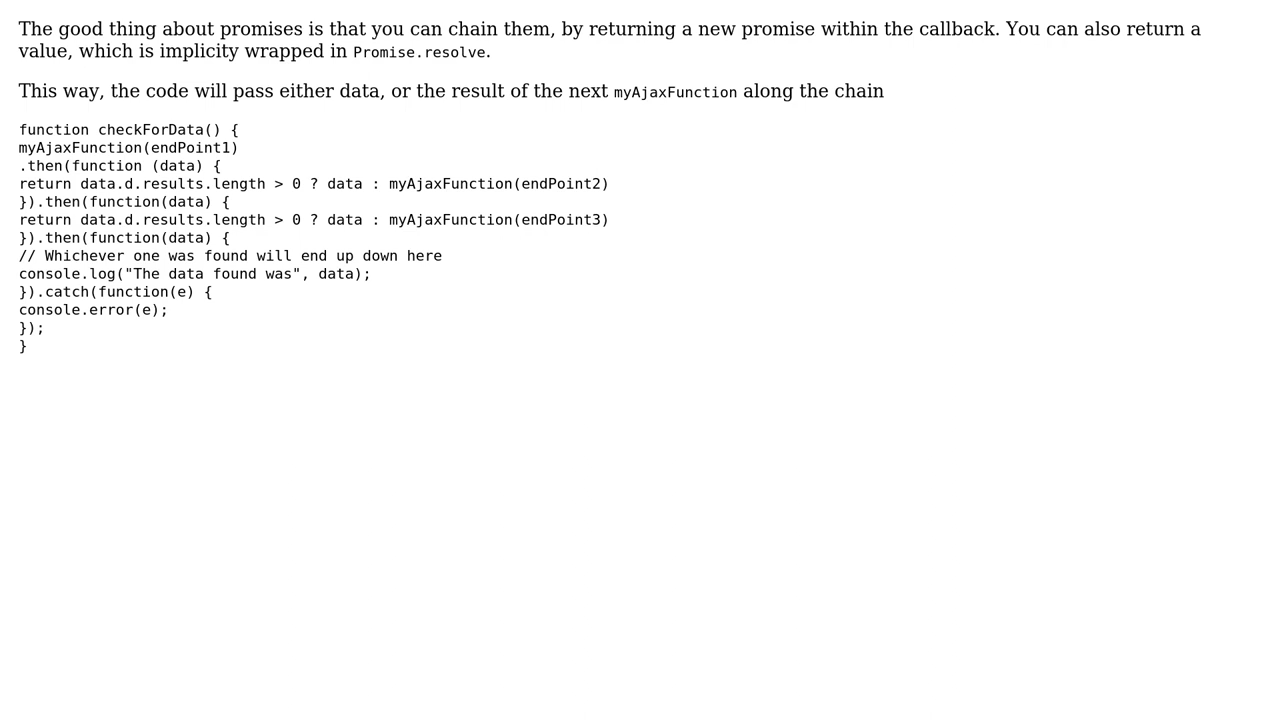 The good thing about promises is that you can chain them, by returning a new promise within the callback. You can also return a
value, which is implicity wrapped in Promise.resolve.
This way, the code will pass either data, or the result of the next myAjaxFunction along the chain
function checkForData() {
myAjaxFunction(endPoint1)
.then(function (data) {
return data.d.results.length > 0 ? data : myAjaxFunction(endPoint2)
}).then(function(data) {
return data.d.results.length > 0 ? data : myAjaxFunction(endPoint3)
}).then(function(data) {
// Whichever one was found will end up down here
console.log("The data found was", data);
}).catch(function(e) {
console.error(e);
});
}